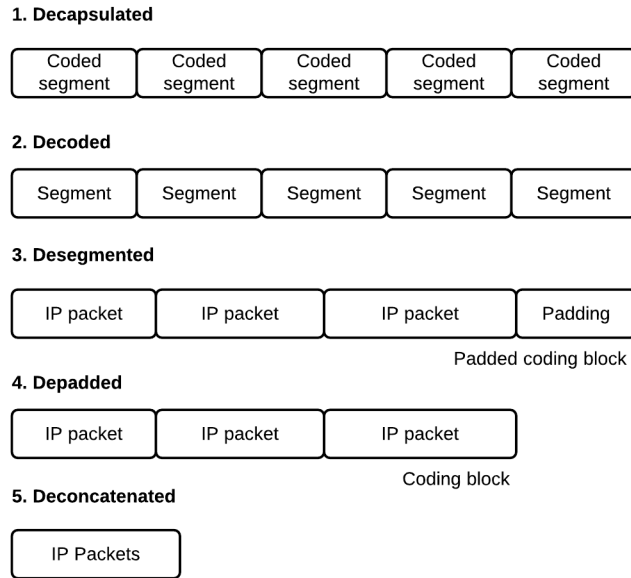 1. Decapsulated
Coded segment Coded segment Coded segment Coded segment Coded segment
2. Decoded
Segment Segment Segment Segment Segment
3. Desegmented
IP packet IP packet IP packet Padding
Padded coding block
4. Depadded
IP packet IP packet IP packet
Coding block
5. Deconcatenated
IP Packets